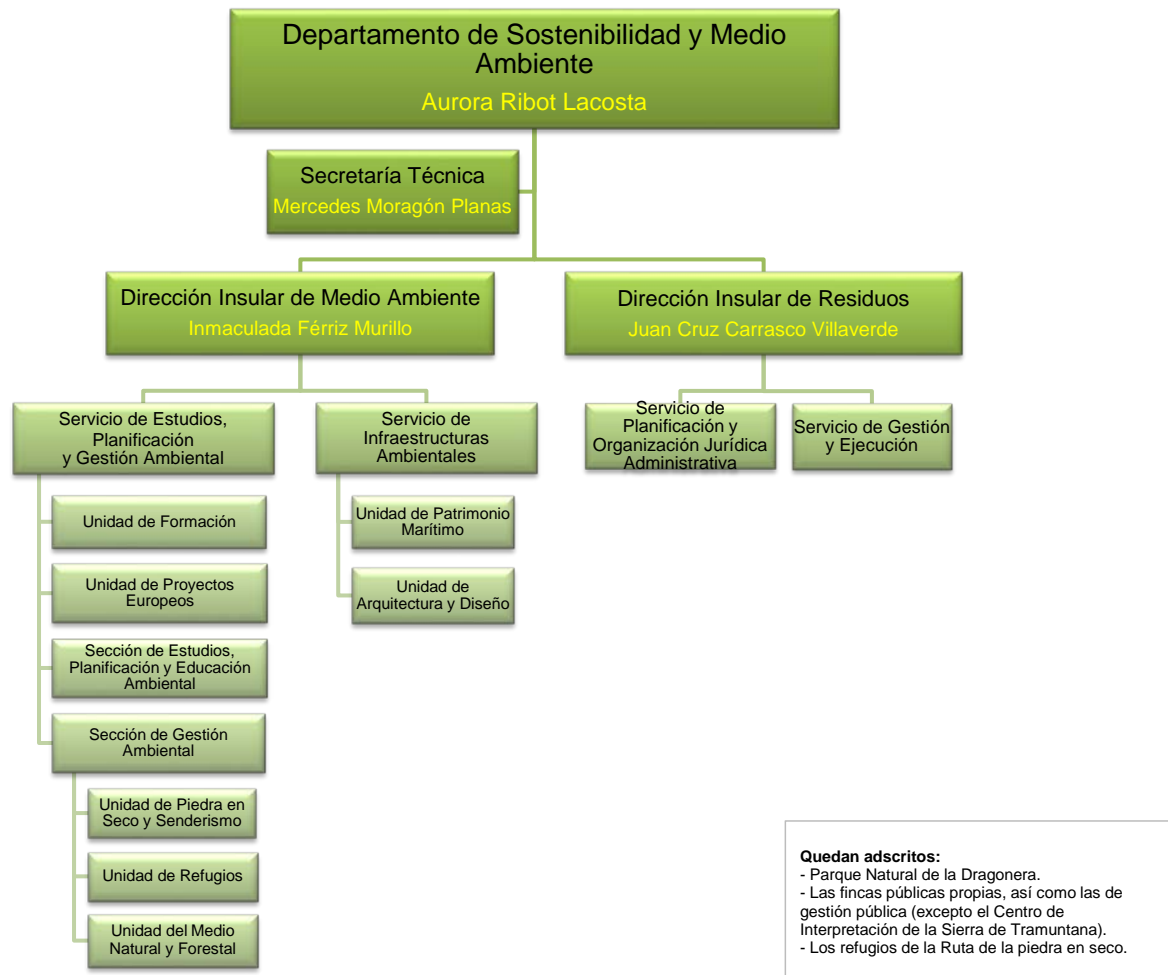 Departamento de Sostenibilidad y Medio
Ambiente
Aurora Ribot Lacosta
Secretaría Técnica
Mercedes Moragón Planas
Dirección Insular de Medio Ambiente
Inmaculada Férriz Murillo
Dirección Insular de Residuos
Juan Cruz Carrasco Villaverde
Servicio de Estudios,
Planificación
y Gestión Ambiental
Servicio de
Infraestructuras
Ambientales
Servicio de
Planificación y
Organización Jurídica
Administrativa
Servicio de Gestión
y Ejecución
Unidad de Formación
Unidad de Proyectos
Europeos
Sección de Estudios,
Planificación y Educación
Ambiental
Sección de Gestión
Ambiental
Unidad de Piedra en
Seco y Senderismo
Unidad de Refugios
Unidad del Medio
Natural y Forestal
Unidad de Patrimonio
Marítimo
Unidad de
Arquitectura y Diseño
Quedan adscritos:
- Parque Natural de la Dragonera.
- Las fincas públicas propias, así como las de
gestión pública (excepto el Centro de
Interpretación de la Sierra de Tramuntana).
- Los refugios de la Ruta de la piedra en seco.